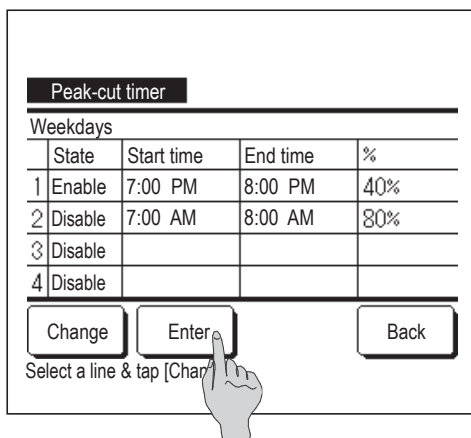 Peak-cut timer
Weekdays
State Start time End time %
1 Enable 7:00 PM 8:00 PM 40%
2 Disable 7:00 AM 8:00 AM 80%
3 Disable
4 Disable
Change Enter Back
Select a line & tap